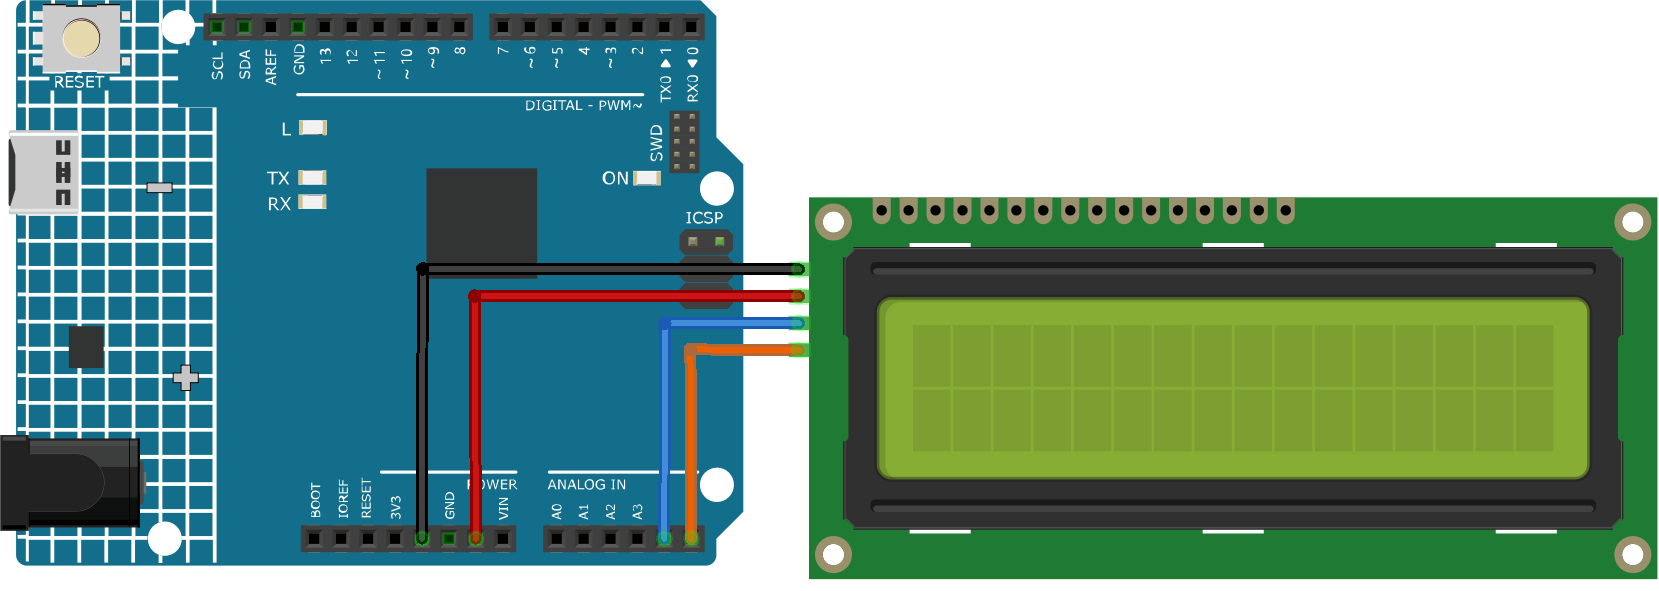 SCL SDA AREF GND 13 12 ~11 ~10 ~9 8 7 ~6 ~5 4 ~3 2 TX0▶1 RX0◀0
RESET
DIGITAL - PWM~
L
SWD
TX
ON
RX
ICSP
POWER
ANALOG IN
BOOT IOREF RESET 3V3 GND VIN A0 A1 A2 A3